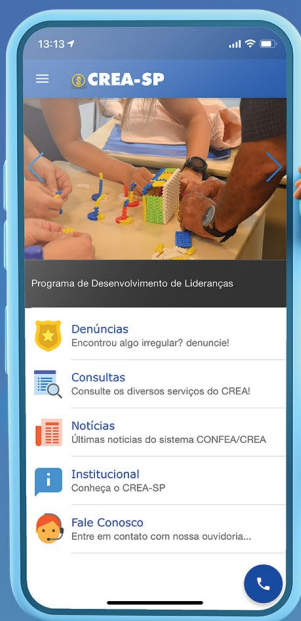 13:13
CREA-SP
Programa de Desenvolvimento de Lideranças
Denúncias
Encontrou algo irregular? denuncie!
Consultas
Consulte os diversos serviços do CREA!
Notícias
Últimas noticias do sistema CONFEA/CREA
Institucional
Conheça o CREA-SP
Fale Conosco
Entre em contato com nossa ouvidoria...